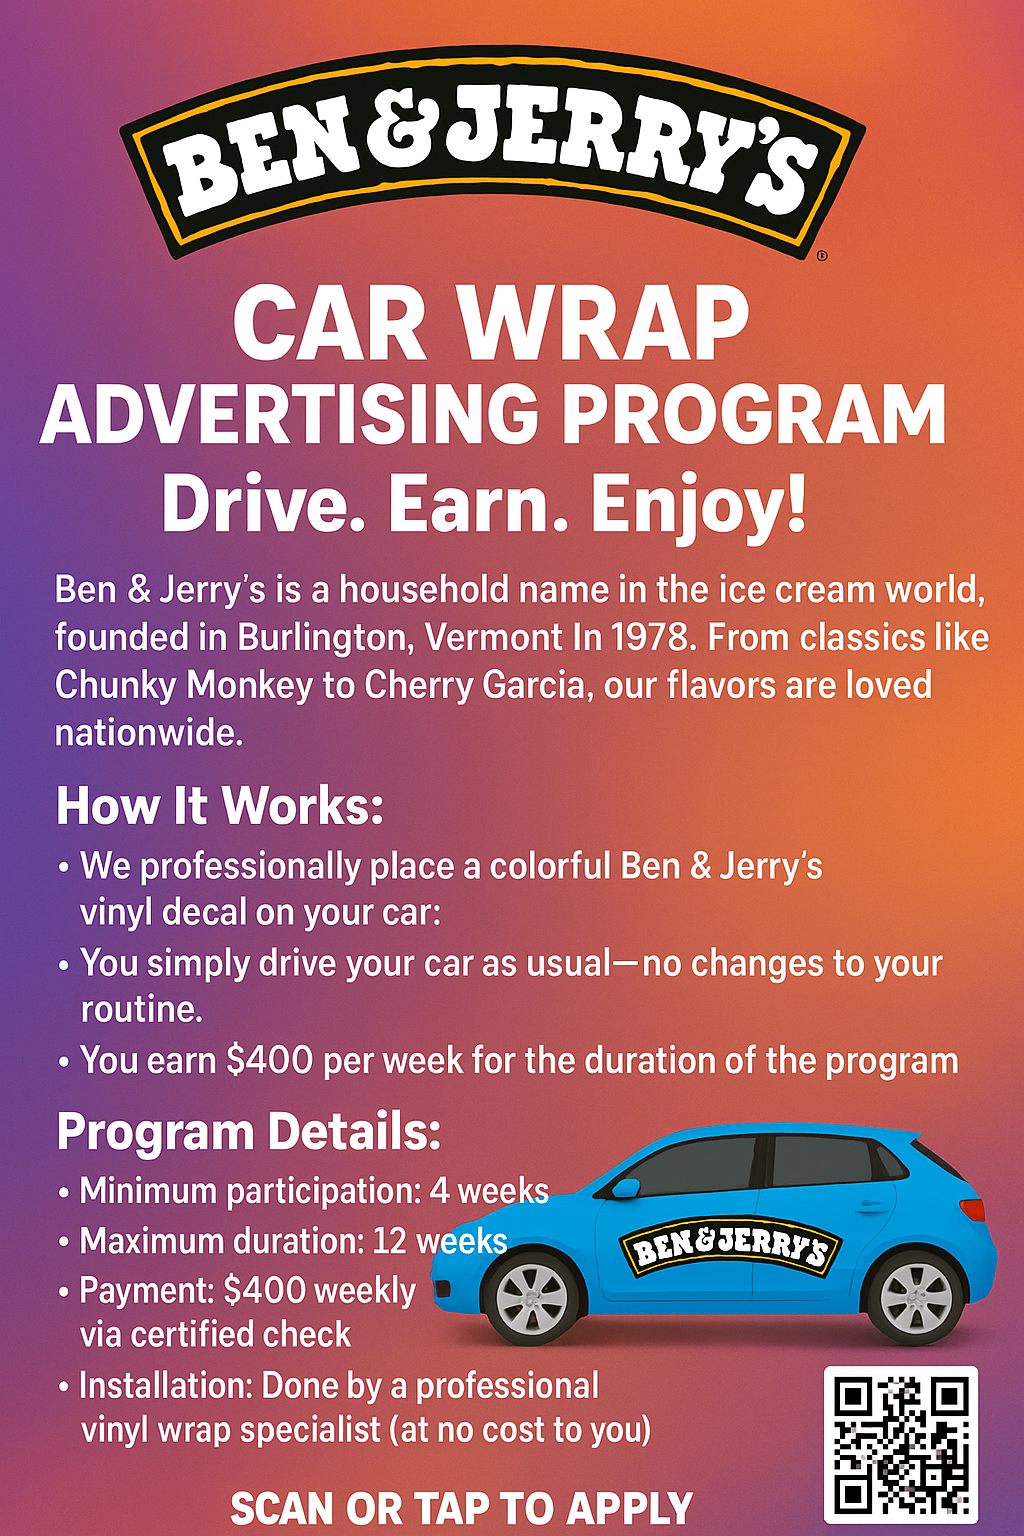 BEN & JERRY'S
®
CAR WRAP
ADVERTISING PROGRAM
Drive. Earn. Enjoy!
Ben & Jerry's is a household name in the ice cream world,
founded in Burlington, Vermont In 1978. From classics like
Chunky Monkey to Cherry Garcia, our flavors are loved
nationwide.
How It Works:
• We professionally place a colorful Ben & Jerry's
vinyl decal on your car:
• You simply drive your car as usual—no changes to your
routine.
• You earn $400 per week for the duration of the program
Program Details:
• Minimum participation: 4 weeks
• Maximum duration: 12 weeks
BEN & JERRY'S
• Payment: $400 weekly
via certified check
• Installation: Done by a professional
vinyl wrap specialist (at no cost to you)
SCAN OR TAP TO APPLY